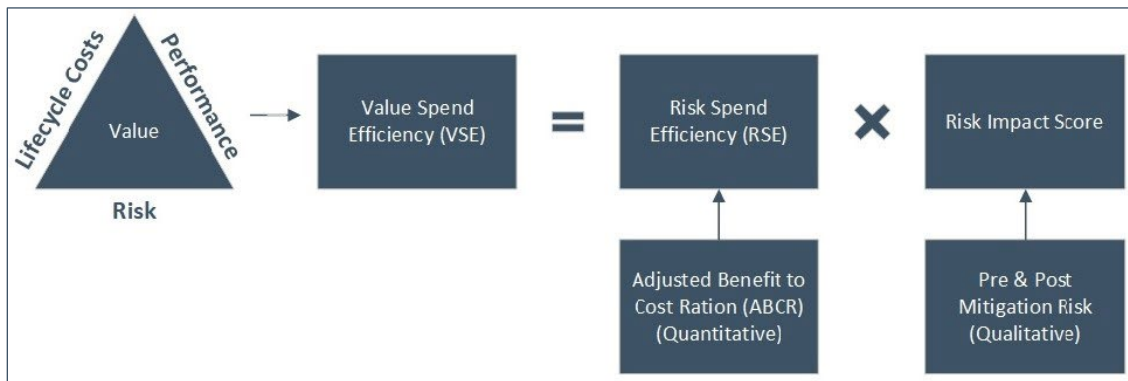 Lifecycle Costs
Performance
Value
Risk
Value Spend
Efficiency (VSE)
=
Risk Spend
Efficiency (RSE)
×
Risk Impact Score
Adjusted Benefit to
Cost Ration (ABCR)
(Quantitative)
Pre & Post
Mitigation Risk
(Qualitative)